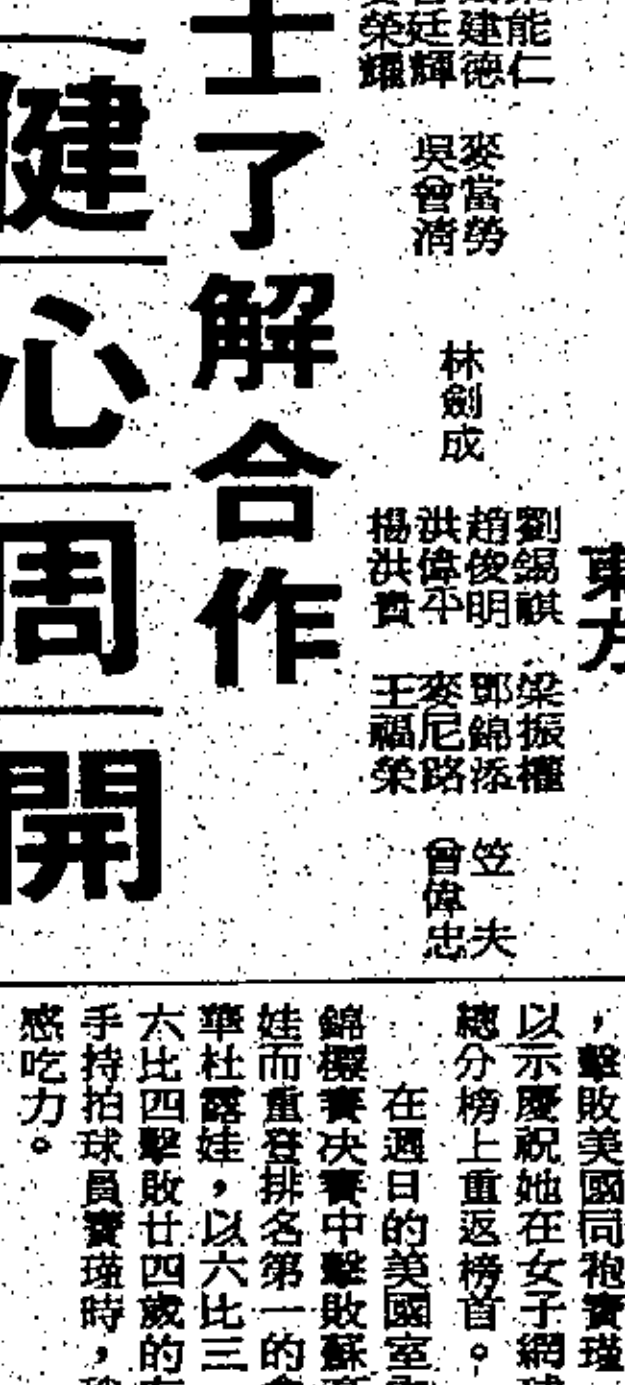 東方
劉錫祺　梁振權
趙俊明　鄧錦添　笠　夫
洪偉平　麥尼路　曾偉忠
楊洪貴　王福榮
能仁
建德　麥富勞
廷輝　吳曾清　林劍成
榮耀
士了解合作
健心周開
，擊敗美國同袍寶瑾
以示慶祝她在女子網球
總分榜上重返榜首。
在週日的美國室
錦標賽决賽中擊敗蘇
娃而重登排名第一的
華杜露娃，以六比三
六比四擊敗廿四歲的
手持拍球員寶瑾時，
感吃力。